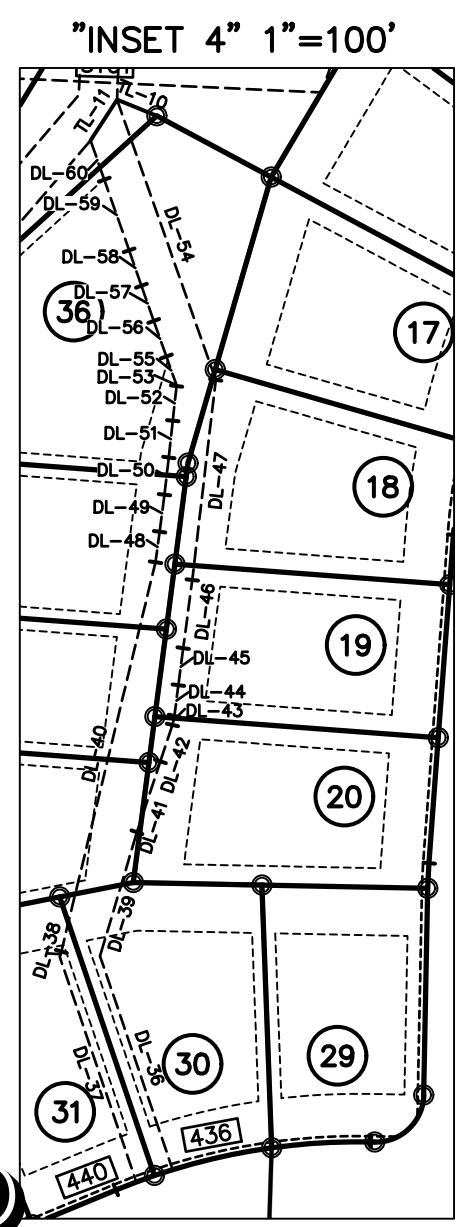 "INSET 4" 1"=100'
TL-10
TL-11
DL-60
DL-59
DL-54
DL-58
DL-57
36
DL-56
17
DL-55
DL-53
DL-52
DL-51
DL-50
DL-47
18
DL-49
DL-48
DL-46
19
DL-45
DL-44
DL-43
DL-42
DL-40
20
DL-41
DL-39
DL-38
DL-36
DL-37
30
29
31
436
440